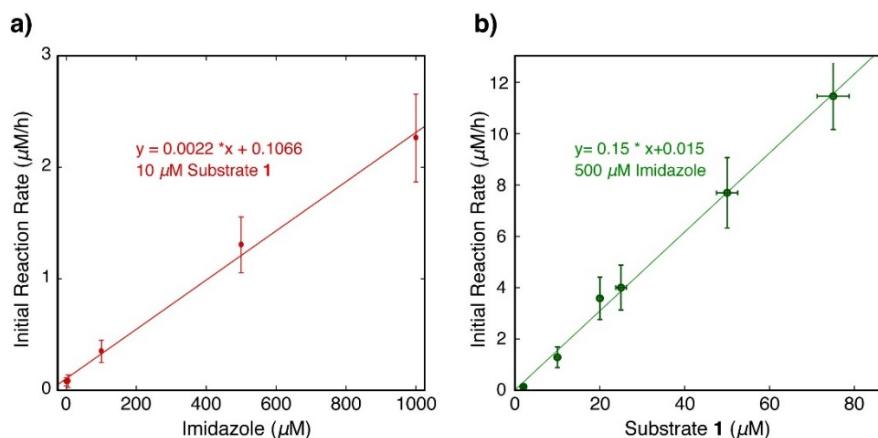 a)
3
2
1
0
Initial Reaction Rate (μM/h)
y = 0.0022 *x + 0.1066
10 μM Substrate 1
0 200 400 600 800 1000
Imidazole (μM)
b)
12
10
8
6
4
2
0
Initial Reaction Rate (μM/h)
y= 0.15 * x+0.015
500 μM Imidazole
0 20 40 60 80
Substrate 1 (μM)